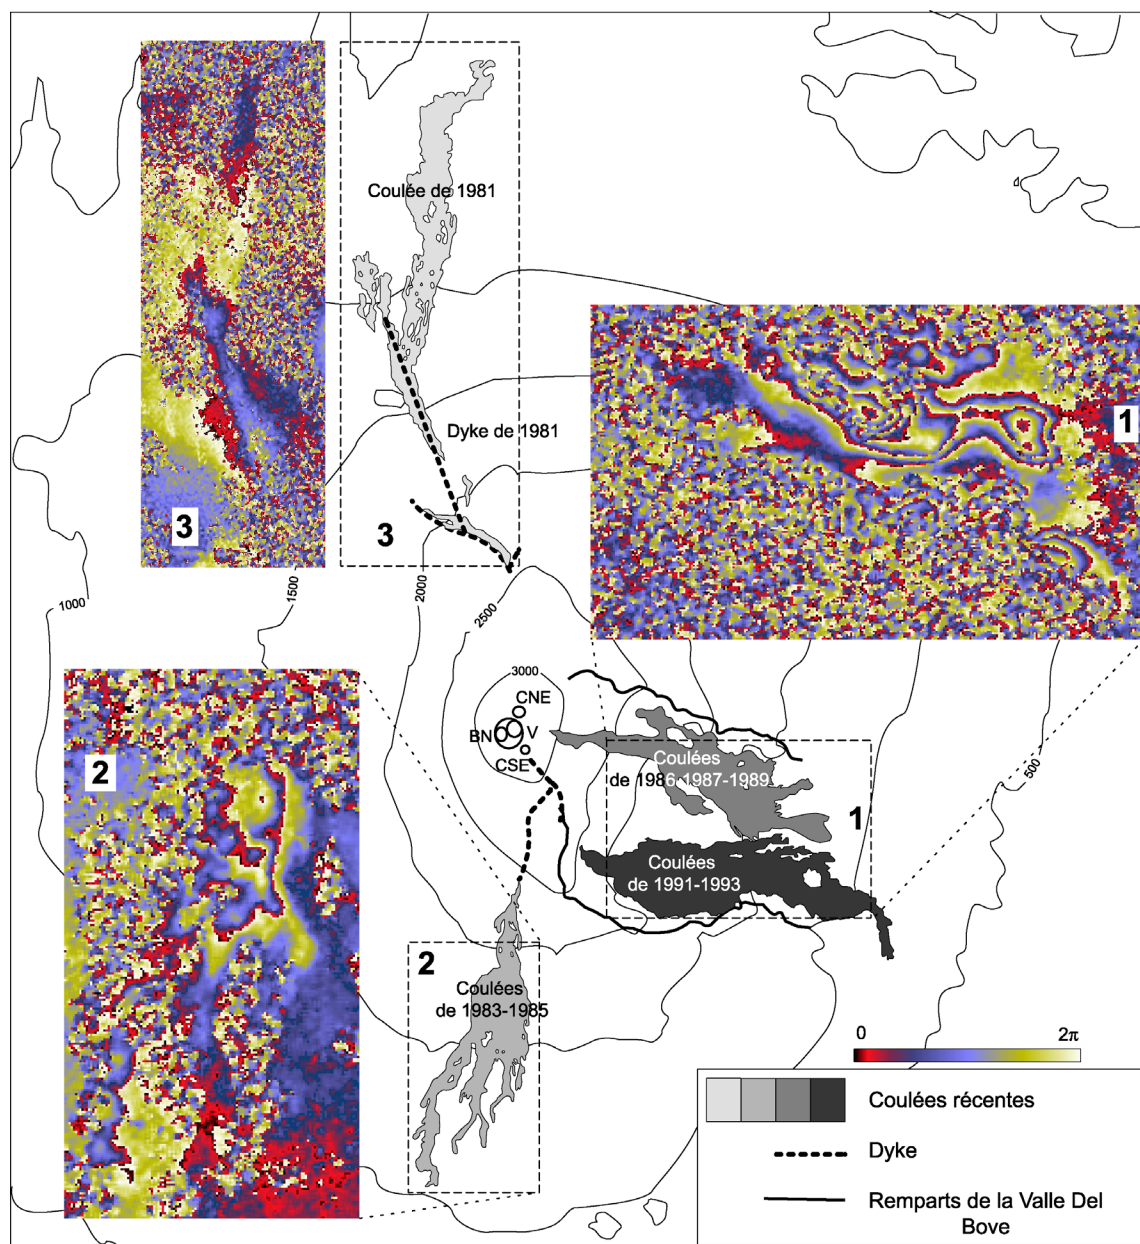 Coulée de 1981
1
Dyke de 1981
3
3
1000
1500
2000
2500
3000
CNE
BN
V
CSE
2
Coulées
de 1986-1987-1989
1
500
Coulées
de 1991-1993
2
Coulées
de 1983-1985
0
2π
Coulées récentes
Dyke
Remparts de la Valle Del
Bove